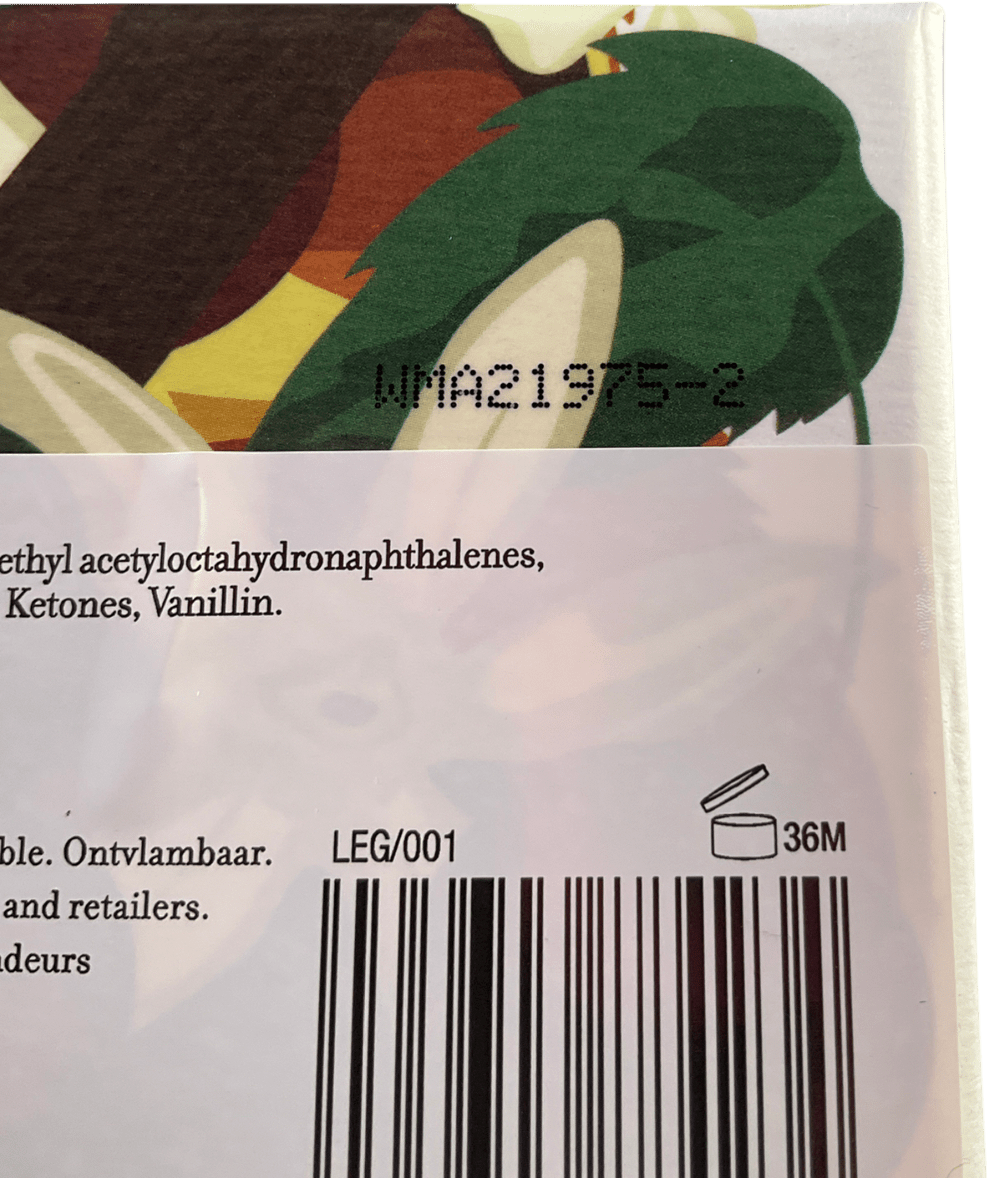 WMA21975-2
ethyl acetyloctahydronaphthalenes,
Ketones, Vanillin.
ble. Ontvlambaar.
LEG/001
36M
and retailers.
deurs